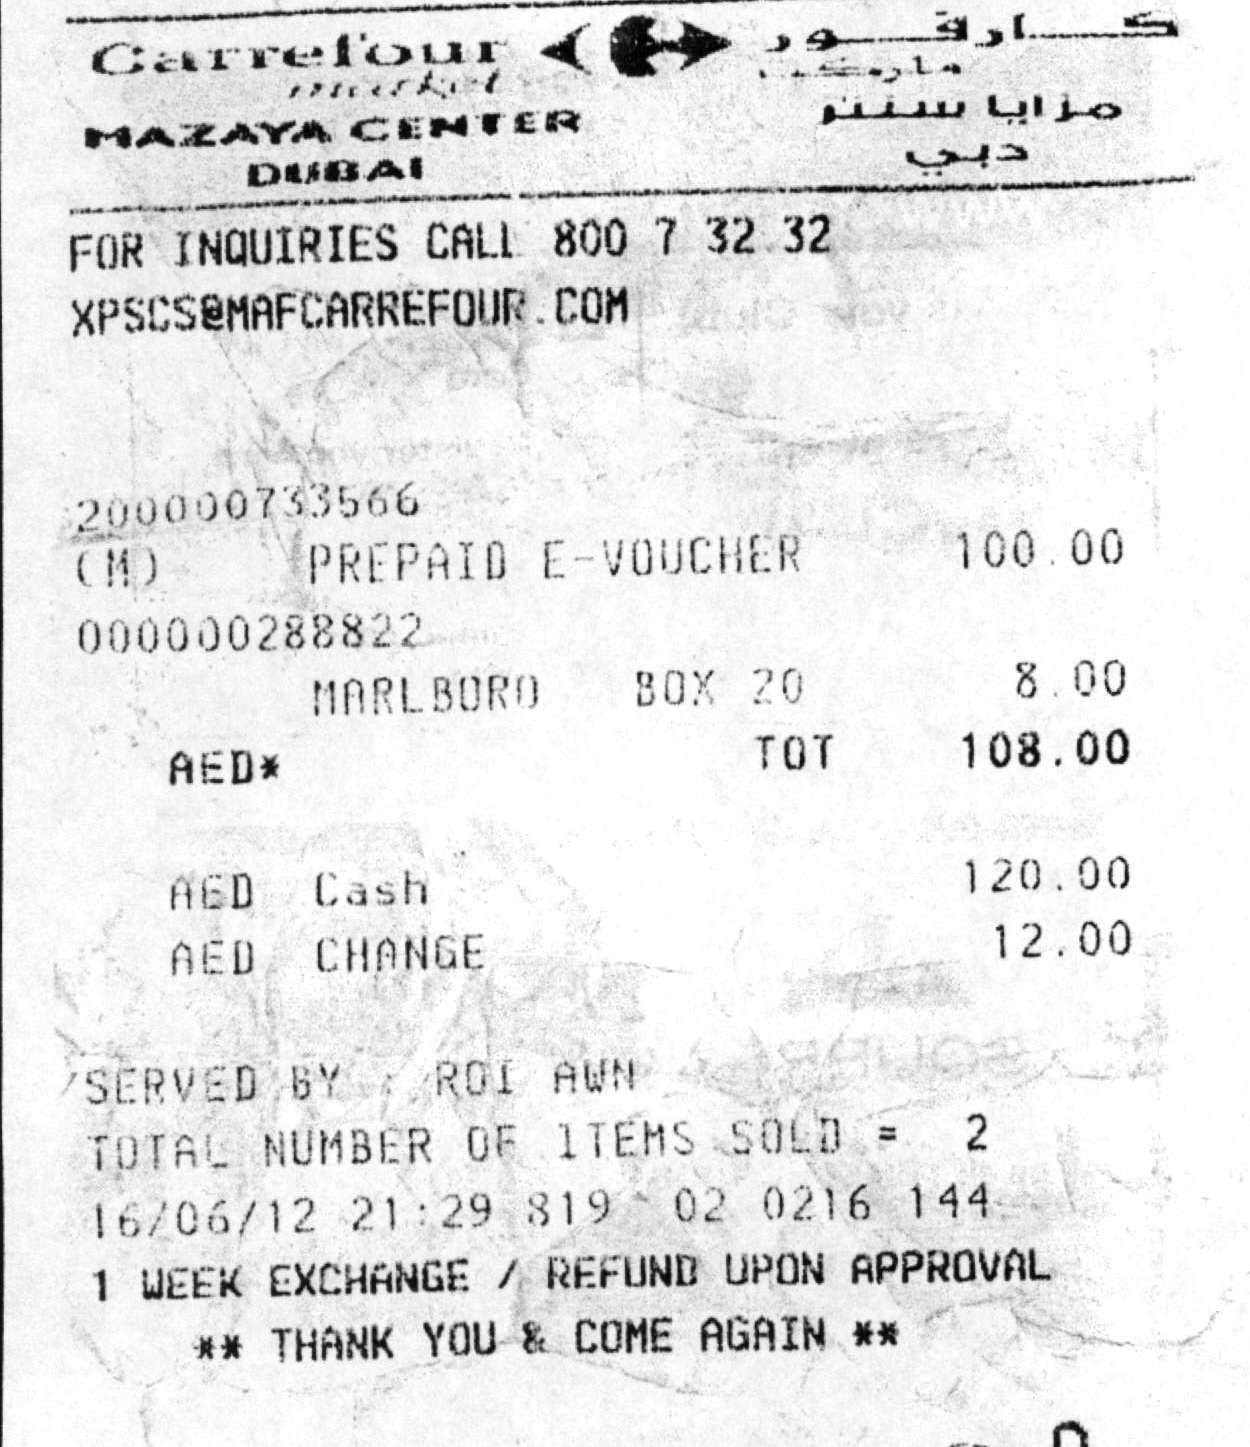 Carrefour كارفور
market ماركت
MAZAYA CENTER مزايا سنتر
DUBAI دبي
FOR INQUIRIES CALL 800 7 32 32
XPSCS@MAFCARREFOUR.COM
200000733566
(M) PREPAID E-VOUCHER 100.00
000000288822
MARLBORO BOX 20 8.00
AED* TOT 108.00
AED Cash 120.00
AED CHANGE 12.00
SERVED BY : ROI AWN
TOTAL NUMBER OF ITEMS SOLD = 2
16/06/12 21:29 819 02 0216 144
1 WEEK EXCHANGE / REFUND UPON APPROVAL
** THANK YOU & COME AGAIN **